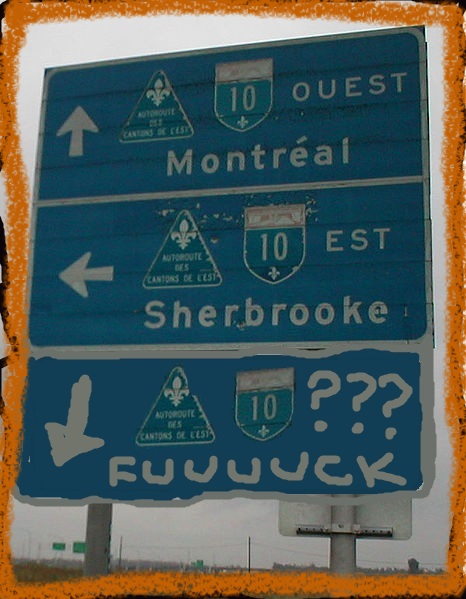 AUTOROUTE
DES
CANTONS DE L'EST
10
OUEST
Montréal
AUTOROUTE
DES
CANTONS DE L'EST
10
EST
Sherbrooke
AUTOROUTE
DES
CANTONS DE L'EST
10
???
FUUUUUCK